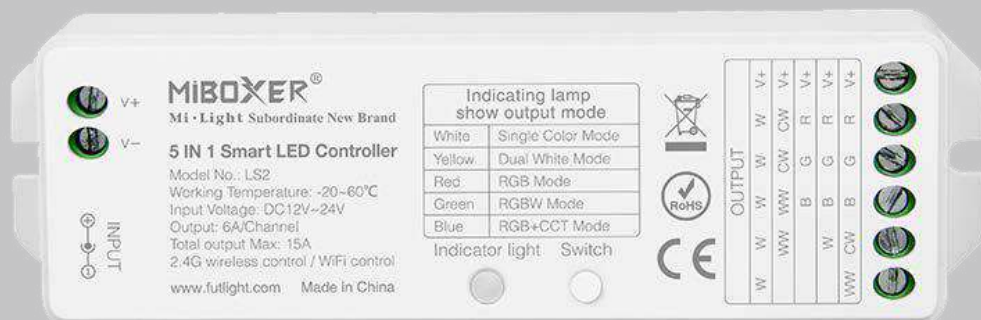 V+
V-
INPUT
MiBOXER®
Mi·Light Subordinate New Brand
5 IN 1 Smart LED Controller
Model No.: LS2
Working Temperature: -20~60℃
Input Voltage: DC12V~24V
Output: 6A/Channel
Total output Max: 15A
2.4G wireless control / WiFi control
www.futlight.com Made in China
Indicating lamp
show output mode
White Single Color Mode
Yellow Dual White Mode
Red RGB Mode
Green RGBW Mode
Blue RGB+CCT Mode
Indicator light Switch
RoHS
CE
OUTPUT
W W W W W V+
WW WW CW CW V+
B G R V+
W B G R V+
WW CW B G R V+